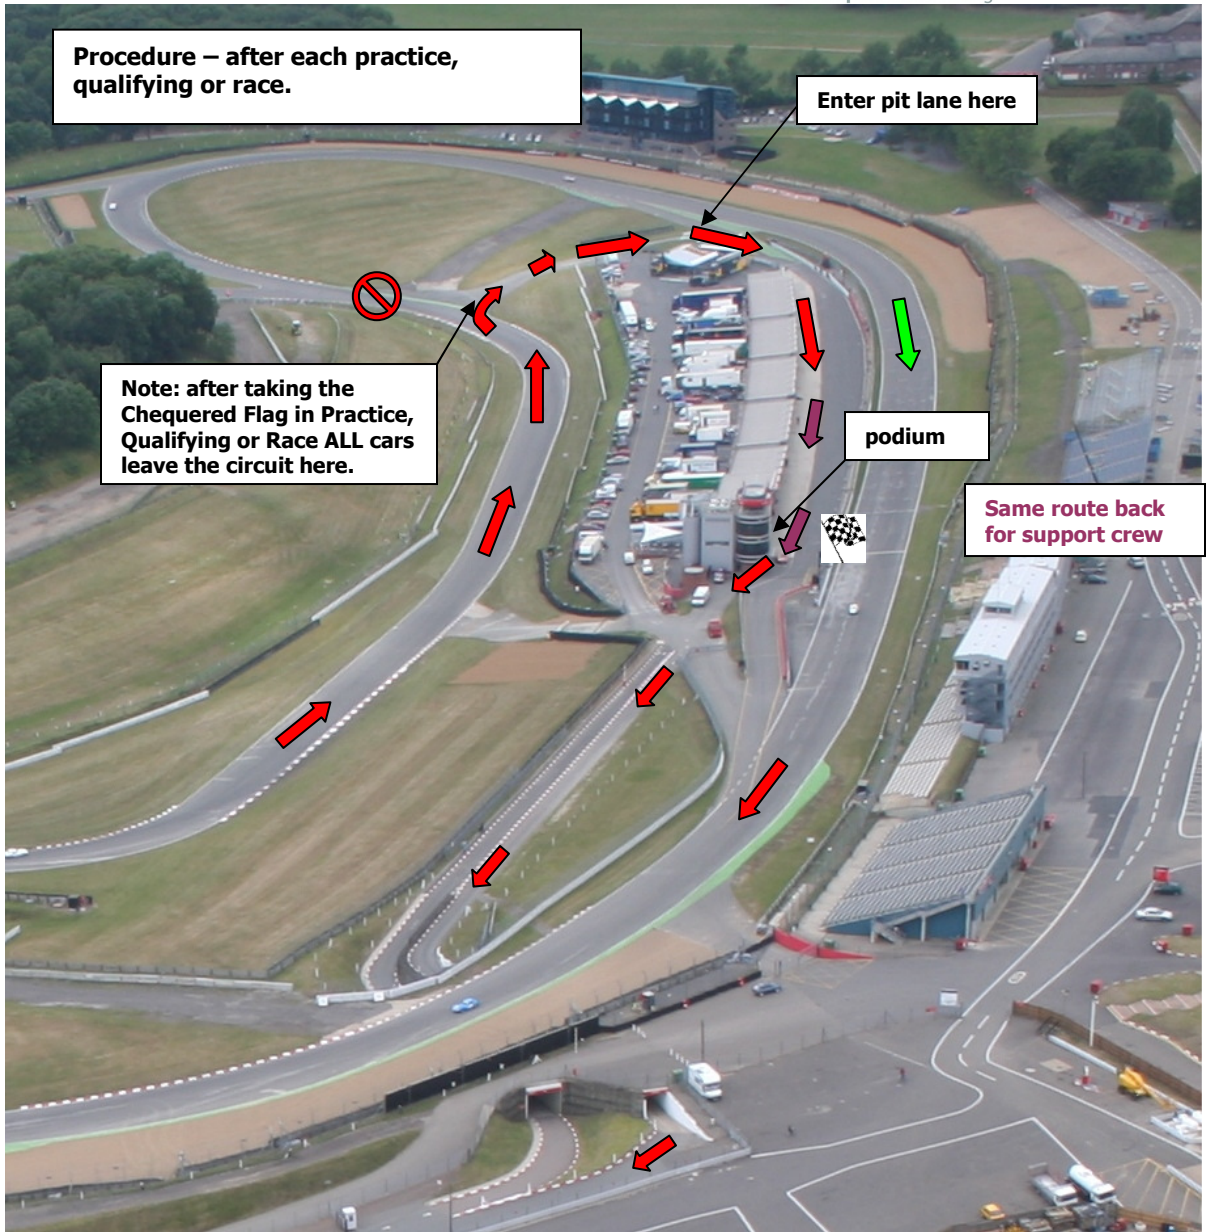 Procedure – after each practice,
qualifying or race.
Enter pit lane here
Note: after taking the
Chequered Flag in Practice,
Qualifying or Race ALL cars
leave the circuit here.
podium
Same route back
for support crew